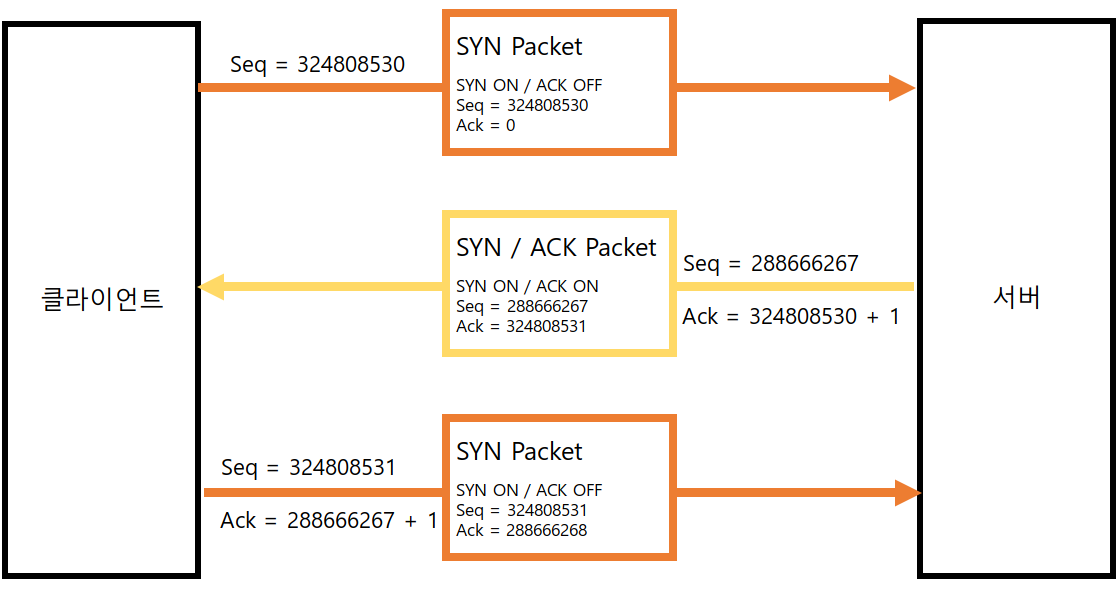 Seq = 324808530
SYN Packet
SYN ON / ACK OFF
Seq = 324808530
Ack = 0
클라이언트
SYN / ACK Packet
SYN ON / ACK ON
Seq = 288666267
Ack = 324808531
Seq = 288666267
Ack = 324808530 + 1
서버
Seq = 324808531
Ack = 288666267 + 1
SYN Packet
SYN ON / ACK OFF
Seq = 324808531
Ack = 288666268